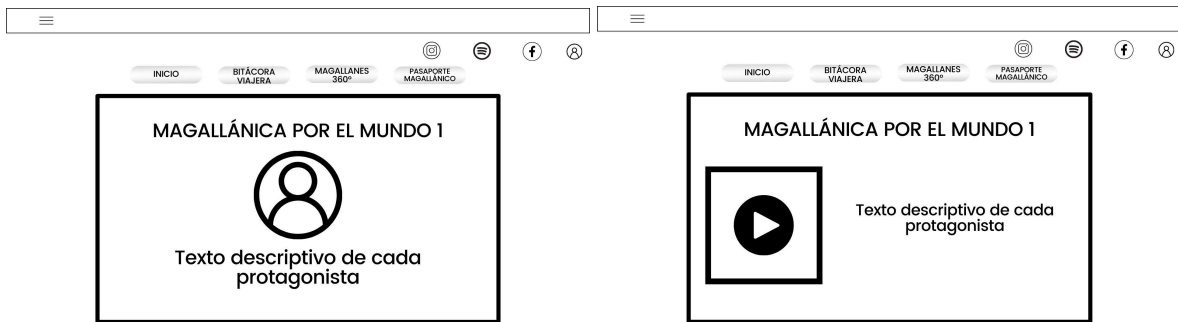 INICIO
BITÁCORA
VIAJERA
MAGALLANES
360º
PASAPORTE
MAGALLÁNICO
MAGALLÁNICA POR EL MUNDO 1
Texto descriptivo de cada
protagonista
INICIO
BITÁCORA
VIAJERA
MAGALLANES
360º
PASAPORTE
MAGALLÁNICO
MAGALLÁNICA POR EL MUNDO 1
Texto descriptivo de cada
protagonista